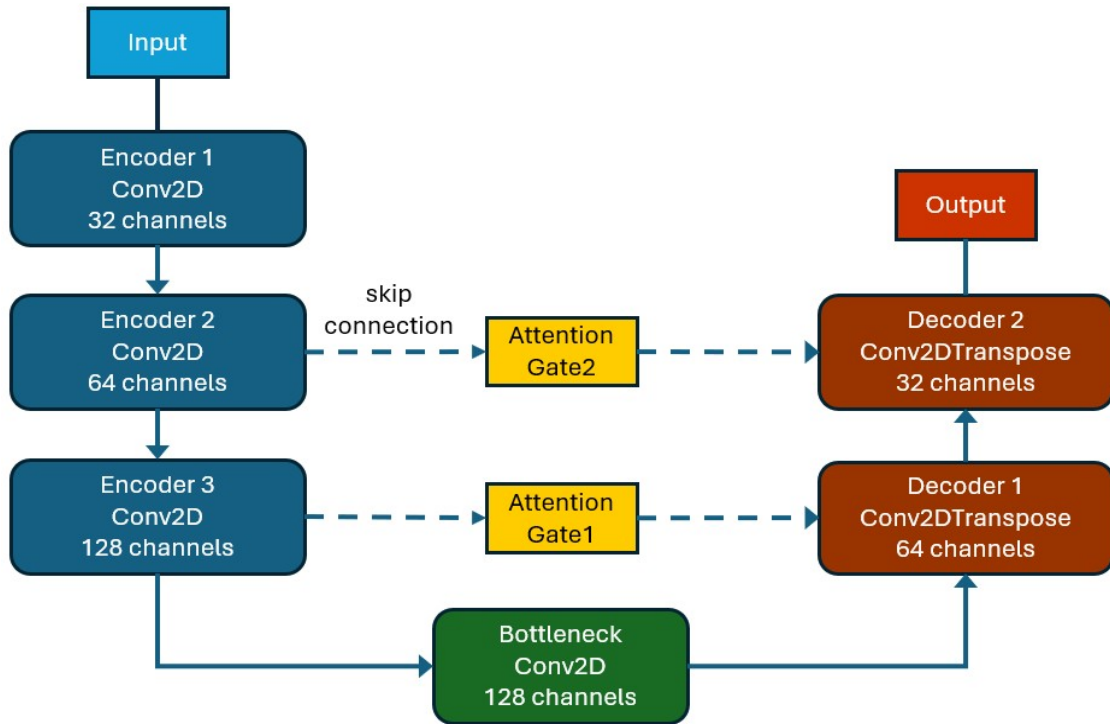 Input
Encoder 1
Conv2D
32 channels
Output
Encoder 2
Conv2D
64 channels
skip
connection
Attention
Gate2
Decoder 2
Conv2DTranspose
32 channels
Encoder 3
Conv2D
128 channels
Attention
Gate1
Decoder 1
Conv2DTranspose
64 channels
Bottleneck
Conv2D
128 channels